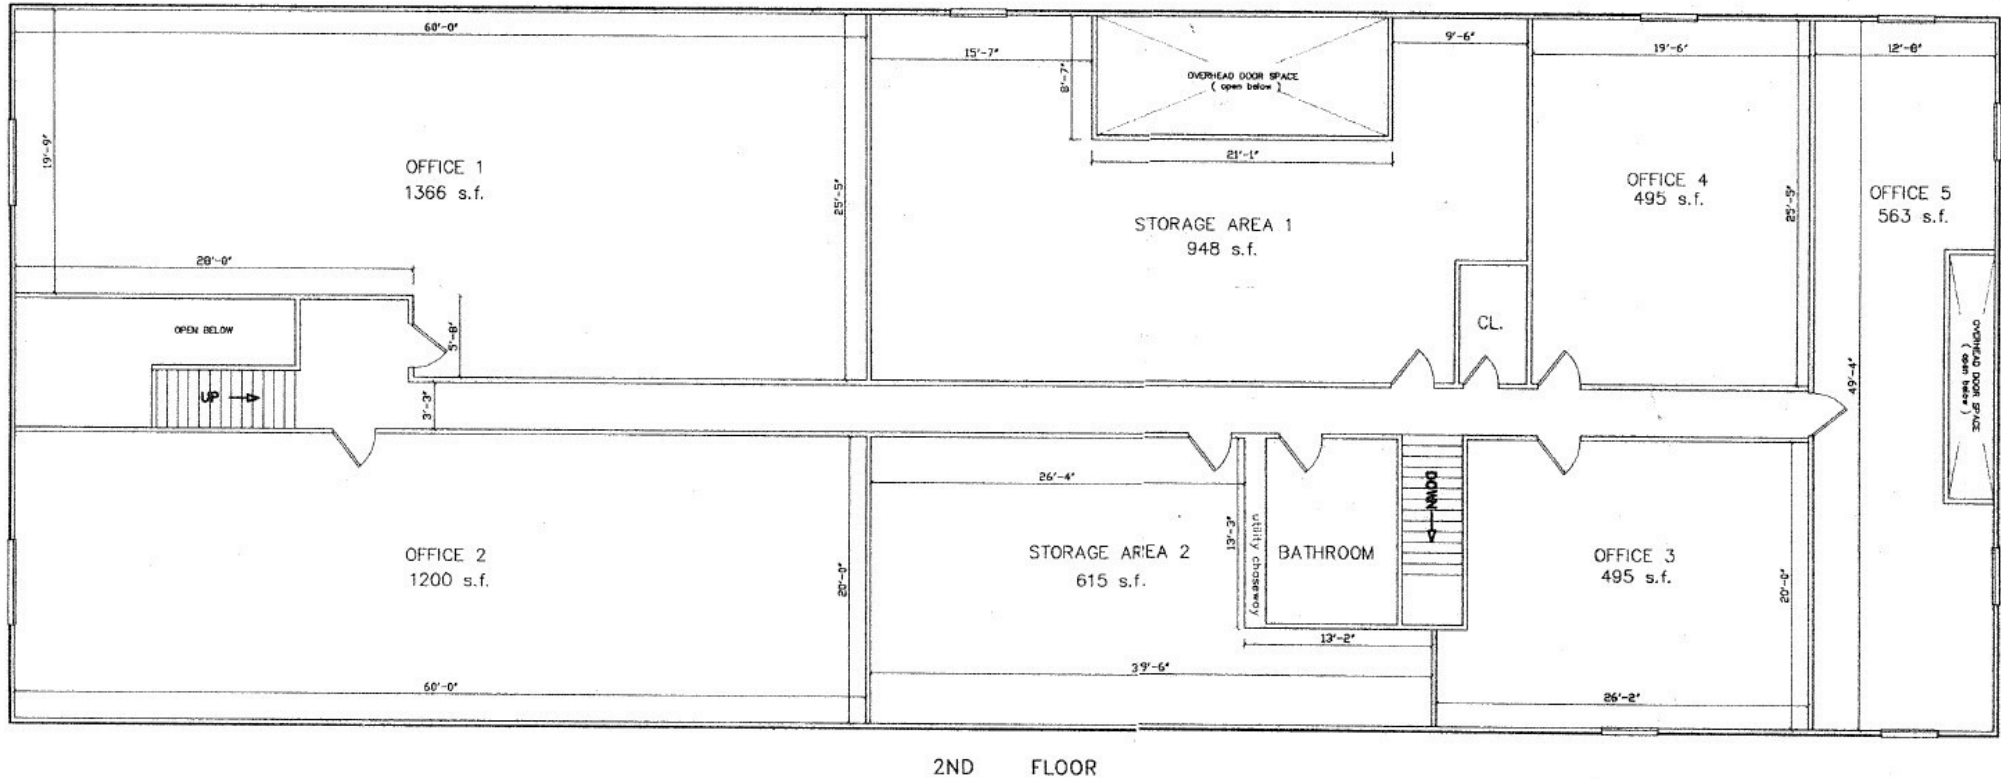 60'-0"
15'-7"
9'-6"
19'-6"
12'-8"
8'-7"
OVERHEAD DOOR SPACE
( open below )
19'-9"
21'-1"
OFFICE 1
1366 s.f.
25'-5"
STORAGE AREA 1
948 s.f.
OFFICE 4
495 s.f.
25'-5"
OFFICE 5
563 s.f.
28'-0"
OPEN BELOW
5'-8"
CL.
OVERHEAD DOOR SPACE
( open below )
UP
3'-3"
49'-4"
26'-4"
DOWN
13'-3"
utility chaseway
OFFICE 2
1200 s.f.
20'-0"
STORAGE AREA 2
615 s.f.
BATHROOM
OFFICE 3
495 s.f.
20'-0"
13'-2"
39'-6"
60'-0"
26'-2"
2ND FLOOR